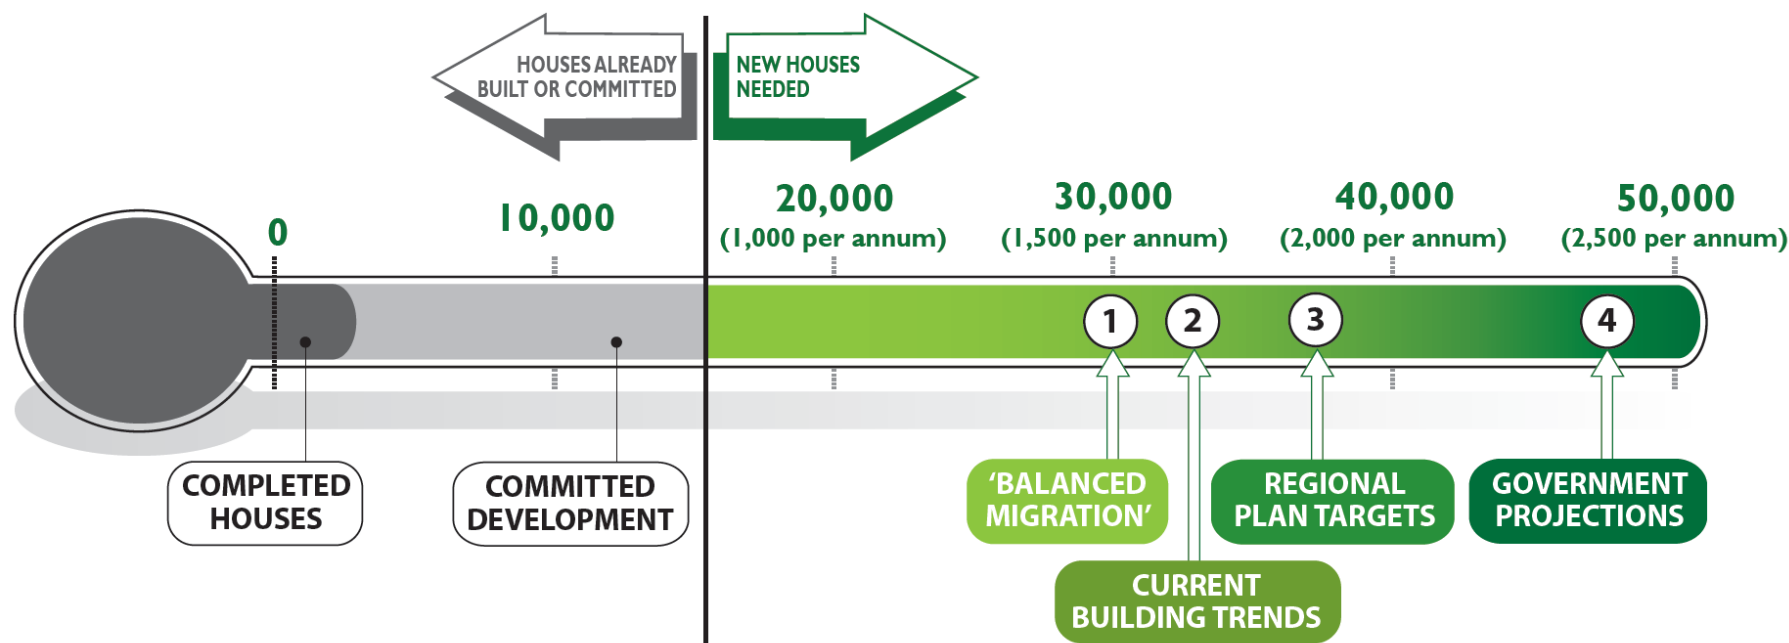 HOUSES ALREADY
BUILT OR COMMITTED
NEW HOUSES
NEEDED
0
10,000
20,000
(1,000 per annum)
30,000
(1,500 per annum)
40,000
(2,000 per annum)
50,000
(2,500 per annum)
1
2
3
4
COMPLETED
HOUSES
COMMITTED
DEVELOPMENT
‘BALANCED
MIGRATION’
REGIONAL
PLAN TARGETS
GOVERNMENT
PROJECTIONS
CURRENT
BUILDING TRENDS